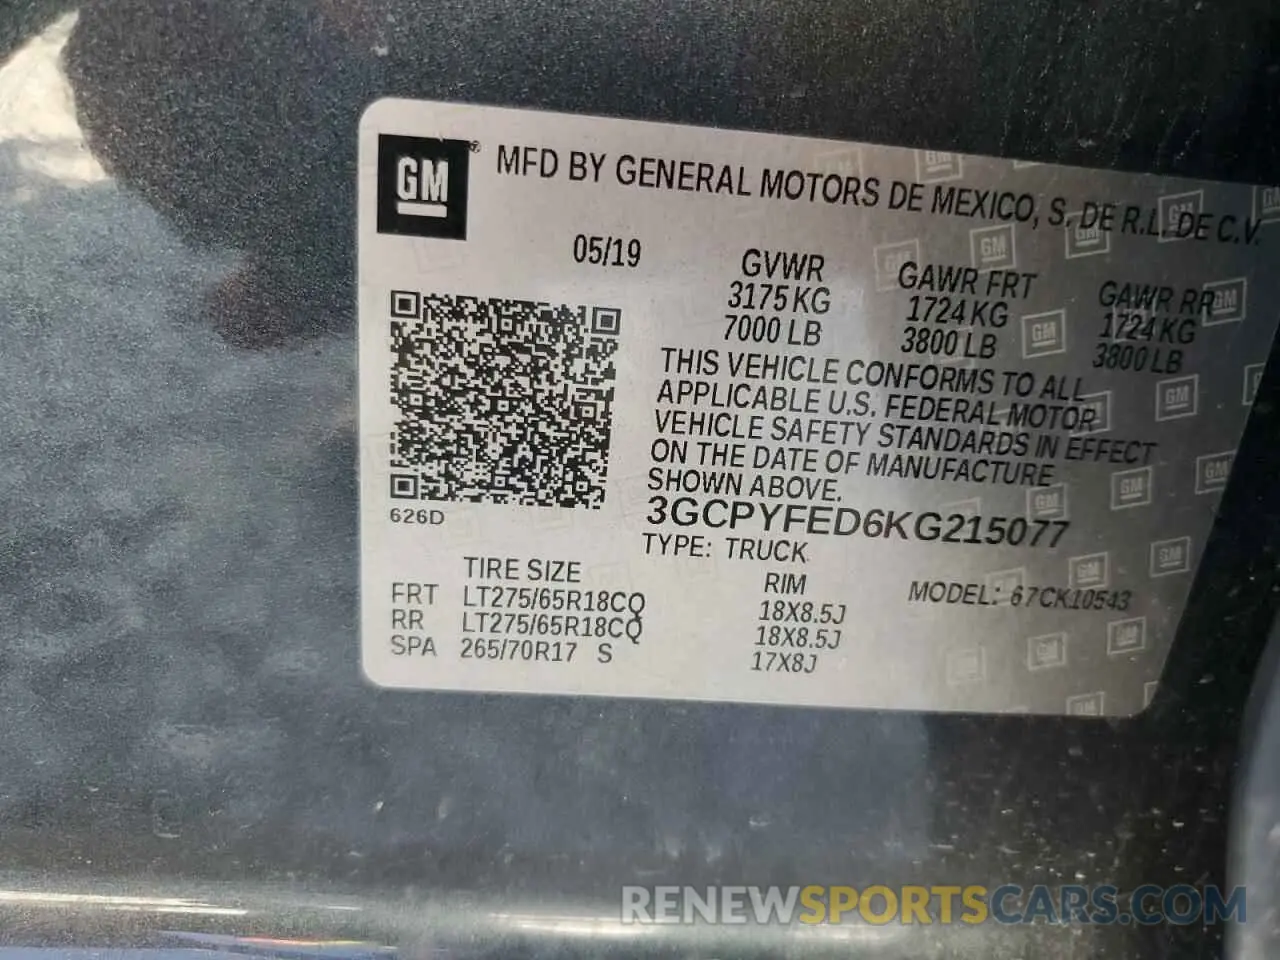 GM MFD BY GENERAL MOTORS DE MEXICO, S. DE R.L. DE C.V.
05/19 GVWR GAWR FRT GAWR RR
3175 KG 1724 KG 1724 KG
7000 LB 3800 LB 3800 LB
THIS VEHICLE CONFORMS TO ALL
APPLICABLE U.S. FEDERAL MOTOR
VEHICLE SAFETY STANDARDS IN EFFECT
ON THE DATE OF MANUFACTURE
SHOWN ABOVE.
626D
3GCPYFED6KG215077
TYPE: TRUCK
TIRE SIZE RIM MODEL: 67CK10543
FRT LT275/65R18CQ 18X8.5J
RR LT275/65R18CQ 18X8.5J
SPA 265/70R17 S 17X8J
RENEWSPORTSCARS.COM